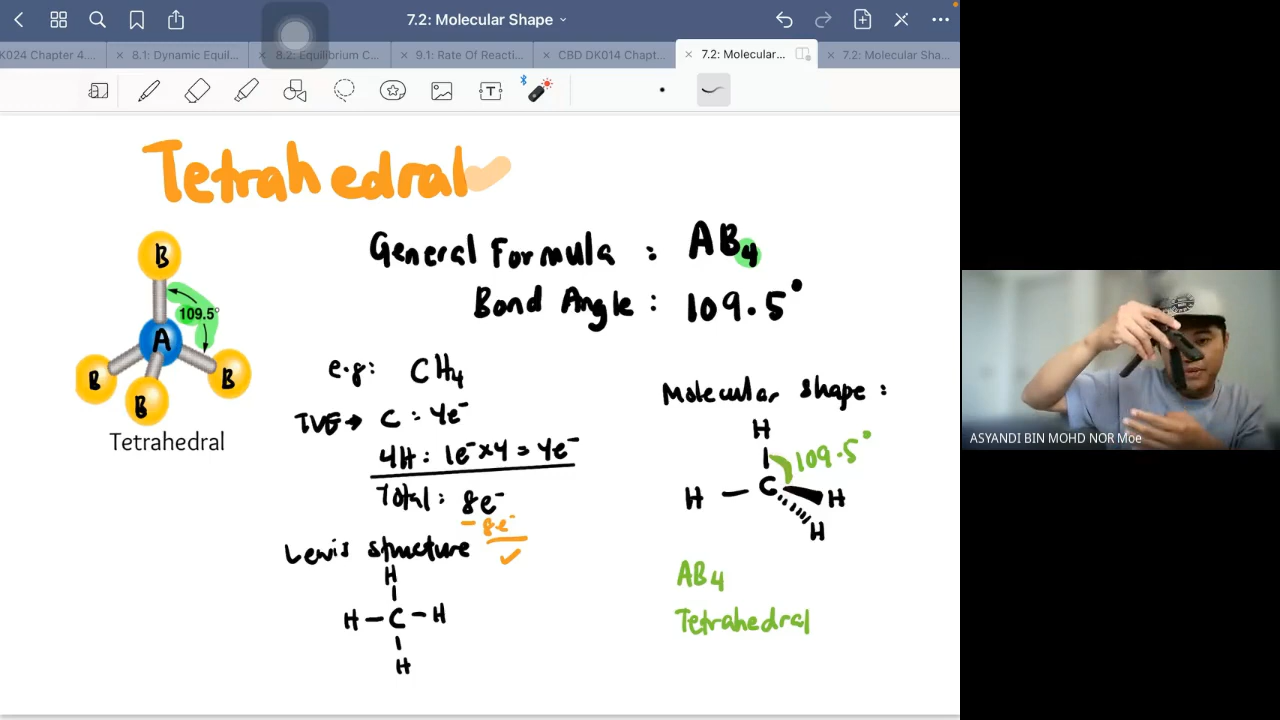 7.2: Molecular Shape
K024 Chapter 4....
8.1: Dynamic Equil...
8.2: Equilibrium C...
9.1: Rate Of Reacti...
CBD DK014 Chapt...
7.2: Molecular...
7.2: Molecular Sha...
Tetrahedral
General Formula : AB4
Bond Angle : 109.5°
B
109.5°
A
B
B
B
Tetrahedral
e.g: CH4
TVE → C : 4e⁻
4H : 1e⁻ x 4 = 4e⁻
Total : 8e⁻
- 8e⁻
Lewis structure
H
H - C - H
H
Molecular shape :
H
109.5°
H - C H
H
AB4
Tetrahedral
ASYANDI BIN MOHD NOR Moe